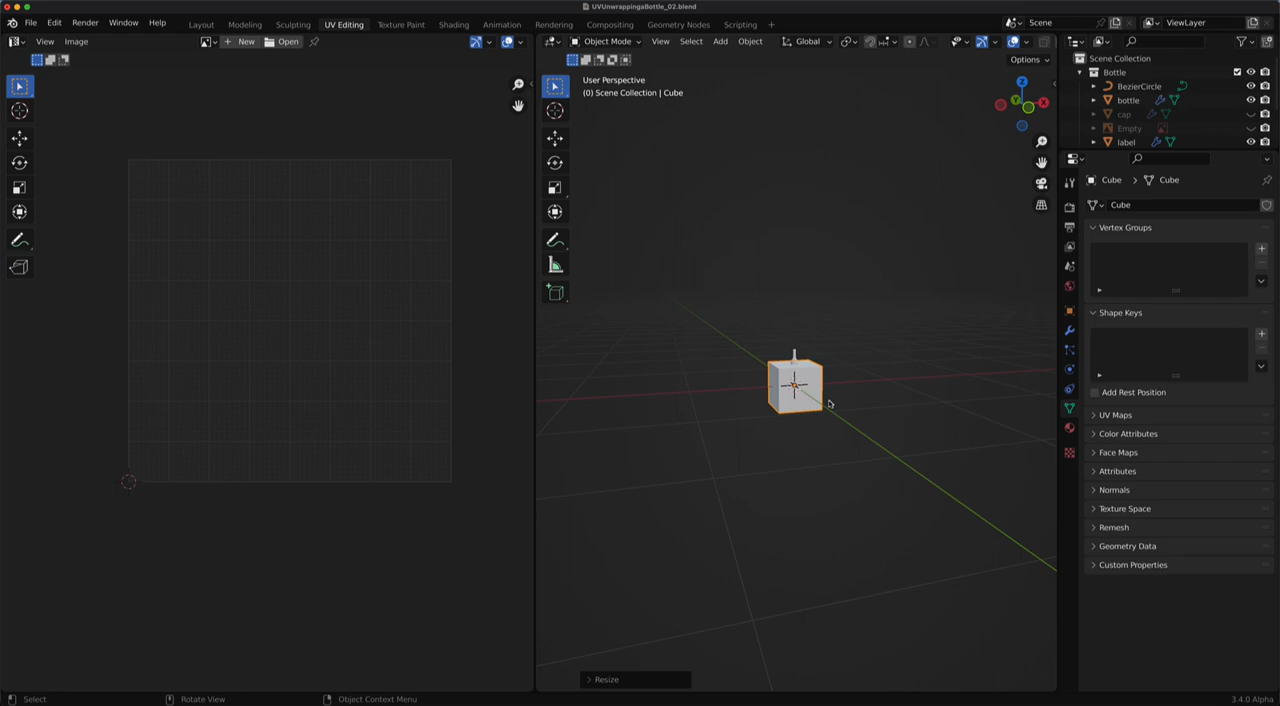 UVUnwrappingaBottle_02.blend
File Edit Render Window Help Layout Modeling Sculpting UV Editing Texture Paint Shading Animation Rendering Compositing Geometry Nodes Scripting + Scene ViewLayer
View Image New Open Object Mode View Select Add Object Global
Options
User Perspective
(0) Scene Collection | Cube
Scene Collection
Bottle
BezierCircle
bottle
cap
Empty
label
Cube Cube
Cube
Vertex Groups
Shape Keys
Add Rest Position
UV Maps
Color Attributes
Face Maps
Attributes
Normals
Texture Space
Remesh
Geometry Data
Custom Properties
Resize
Select Rotate View Object Context Menu 3.4.0 Alpha